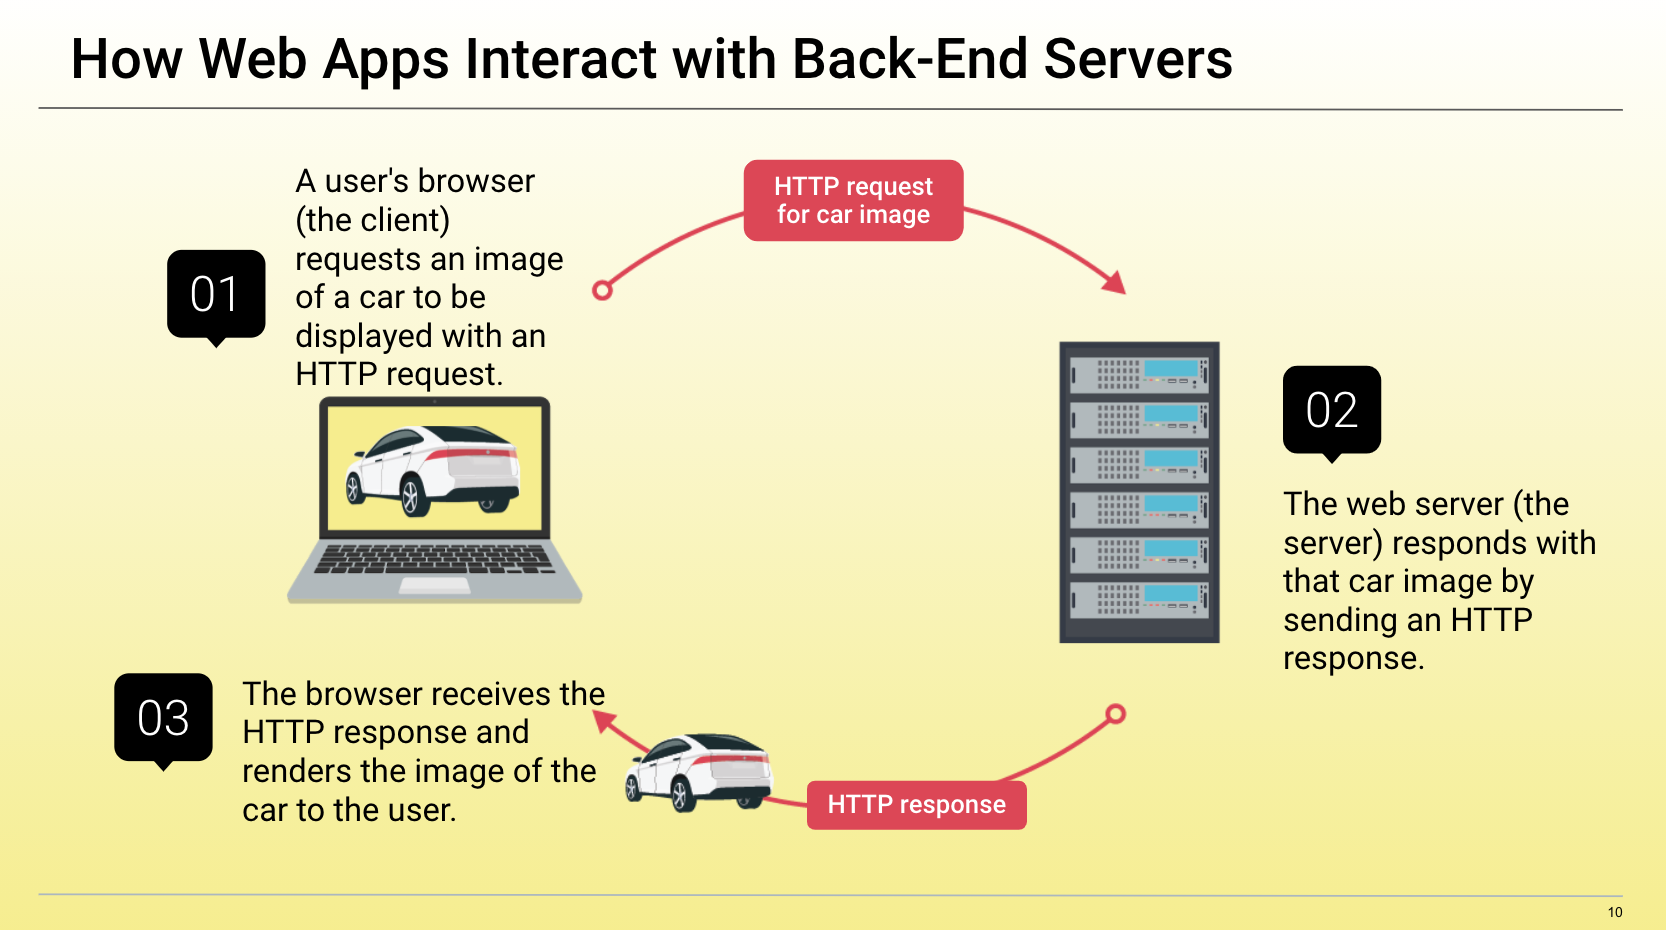 How Web Apps Interact with Back-End Servers
01
A user's browser
(the client)
requests an image
of a car to be
displayed with an
HTTP request.
HTTP request
for car image
02
The web server (the
server) responds with
that car image by
sending an HTTP
response.
03
The browser receives the
HTTP response and
renders the image of the
car to the user.
HTTP response
10